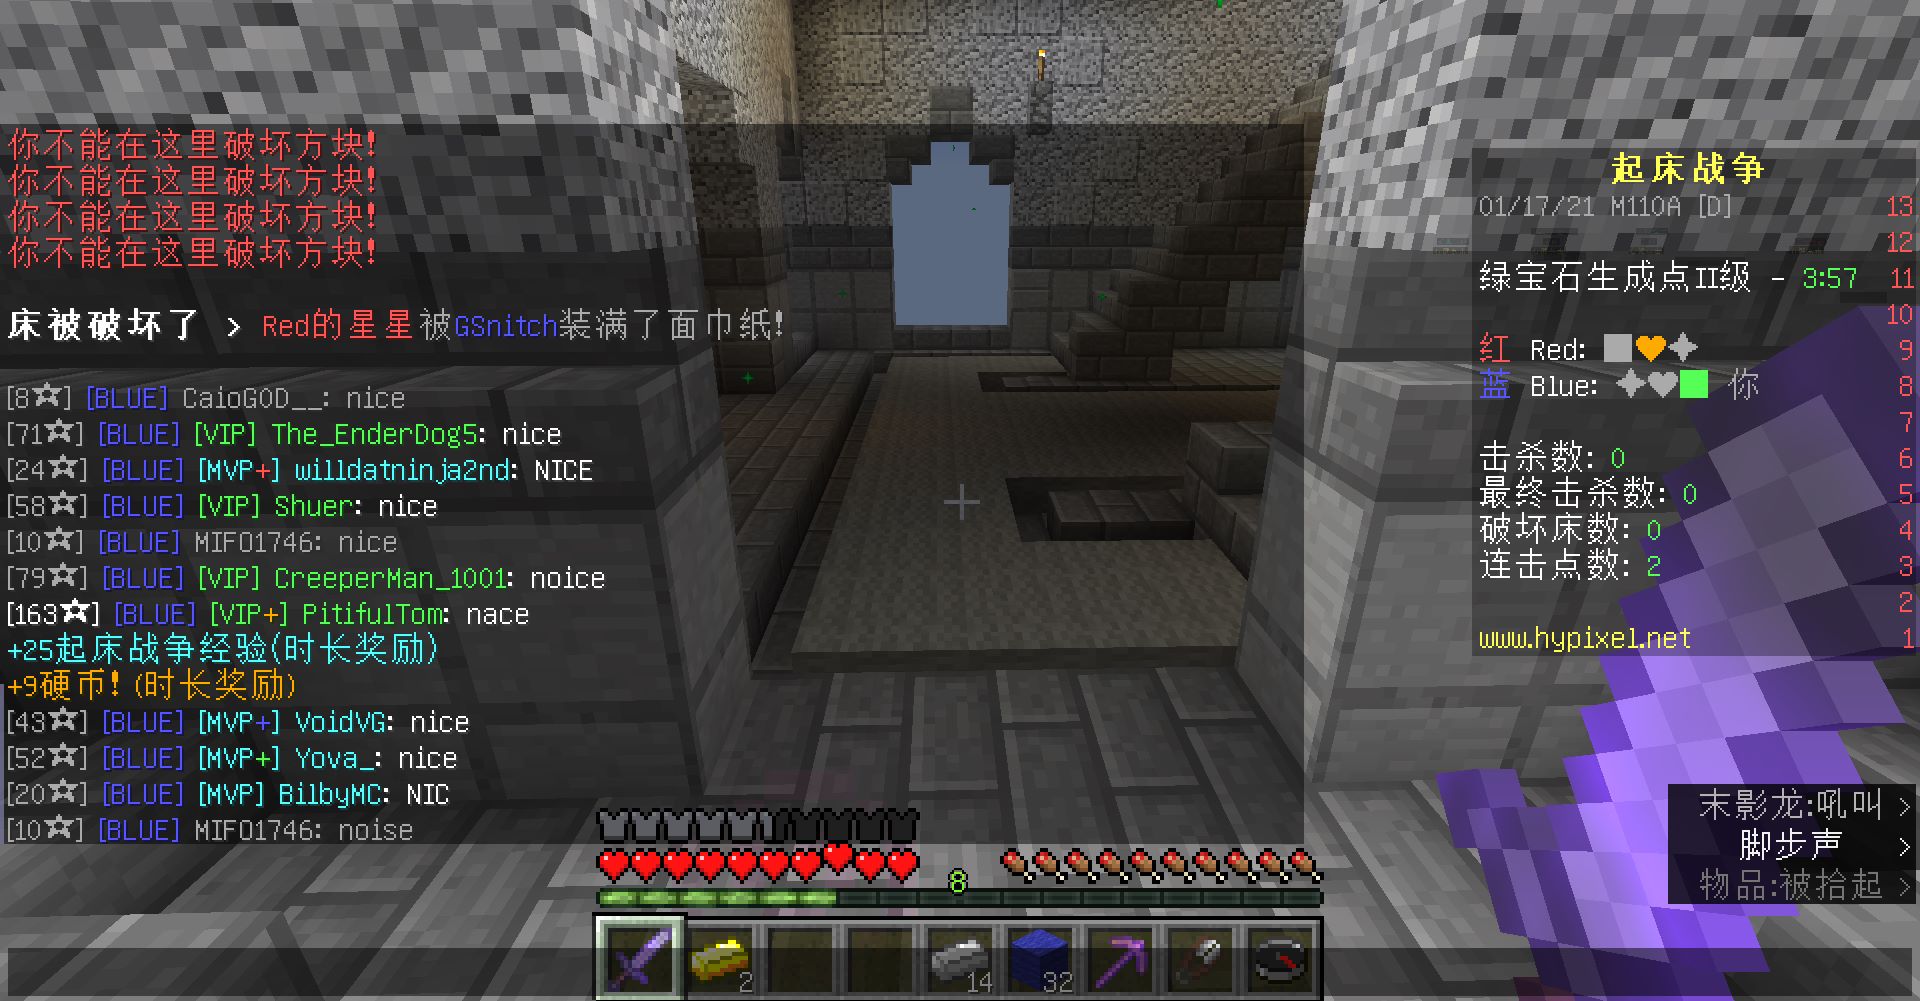 你不能在这里破坏方块!
你不能在这里破坏方块!
你不能在这里破坏方块!
你不能在这里破坏方块!
床被破坏了 > Red的星星被GSnitch装满了面巾纸!
[8✫] [BLUE] CaioGOD__: nice
[71✫] [BLUE] [VIP] The_EnderDog5: nice
[24✫] [BLUE] [MVP+] willdatninja2nd: NICE
[58✫] [BLUE] [VIP] Shuer: nice
[10✫] [BLUE] MIFO1746: nice
[79✫] [BLUE] [VIP] CreeperMan_1001: noice
[163✫] [BLUE] [VIP+] PitifulTom: nace
+25起床战争经验(时长奖励)
+9硬币! (时长奖励)
[43✫] [BLUE] [MVP+] VoidVG: nice
[52✫] [BLUE] [MVP+] Yova_: nice
[20✫] [BLUE] [MVP] BilbyMC: NIC
[10✫] [BLUE] MIFO1746: noise
起床战争
01/17/21 M110A [D] 13
12
绿宝石生成点II级 - 3:57 11
10
红 Red: ■♥✦ 9
蓝 Blue: ✦♥■ 你 8
7
击杀数: 0 6
最终击杀数: 0 5
破坏床数: 0 4
连击点数: 2 3
2
www.hypixel.net 1
末影龙:吼叫 >
脚步声 >
物品:被拾起 >
8
2
14
32